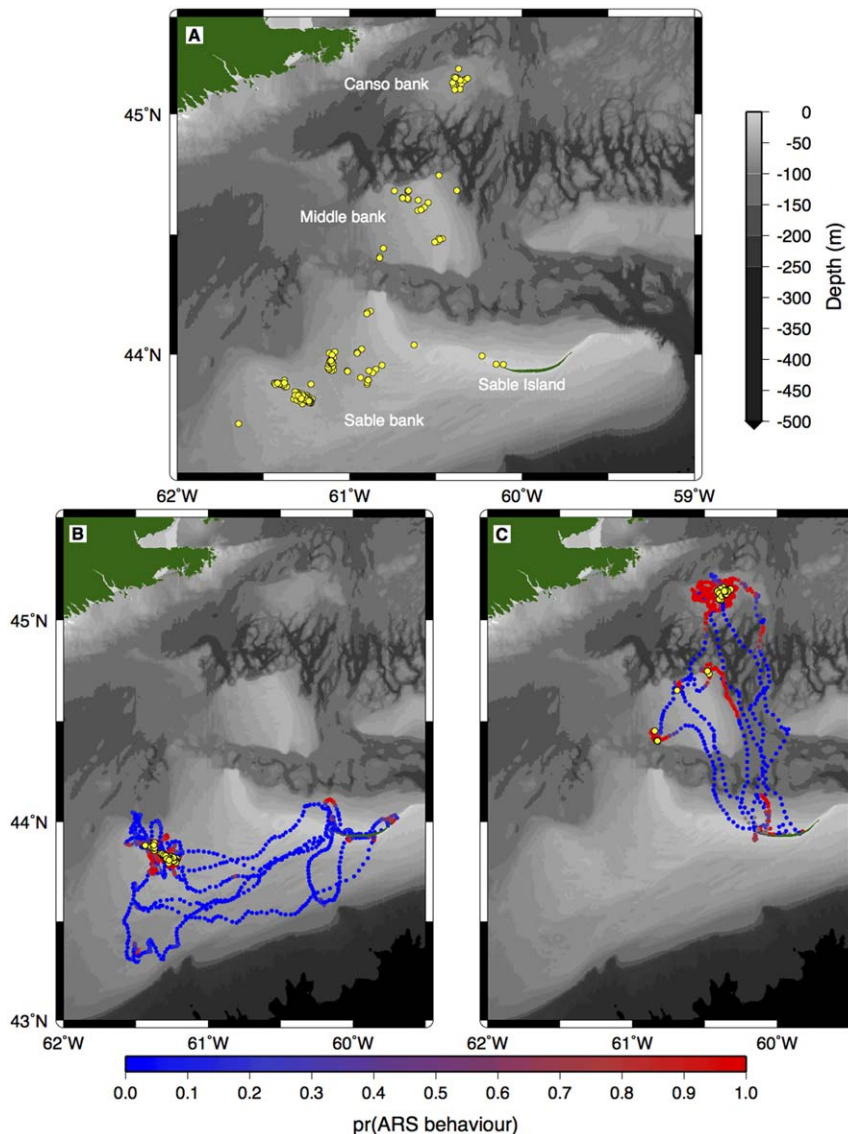 A
Canso bank
45°N
Middle bank
44°N
Sable Island
Sable bank
62°W 61°W 60°W 59°W
0
-50
-100
-150
-200
-250
-300
-350
-400
-450
-500
Depth (m)
B
C
45°N
45°N
44°N
44°N
43°N
62°W 61°W 60°W
61°W 60°W
0.0 0.1 0.2 0.3 0.4 0.5 0.6 0.7 0.8 0.9 1.0
pr(ARS behaviour)